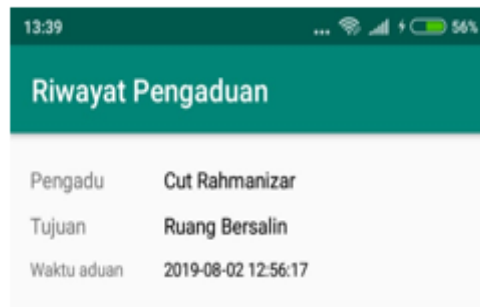 13:39 ... 56%
Riwayat Pengaduan
Pengadu Cut Rahmanizar
Tujuan Ruang Bersalin
Waktu aduan 2019-08-02 12:56:17